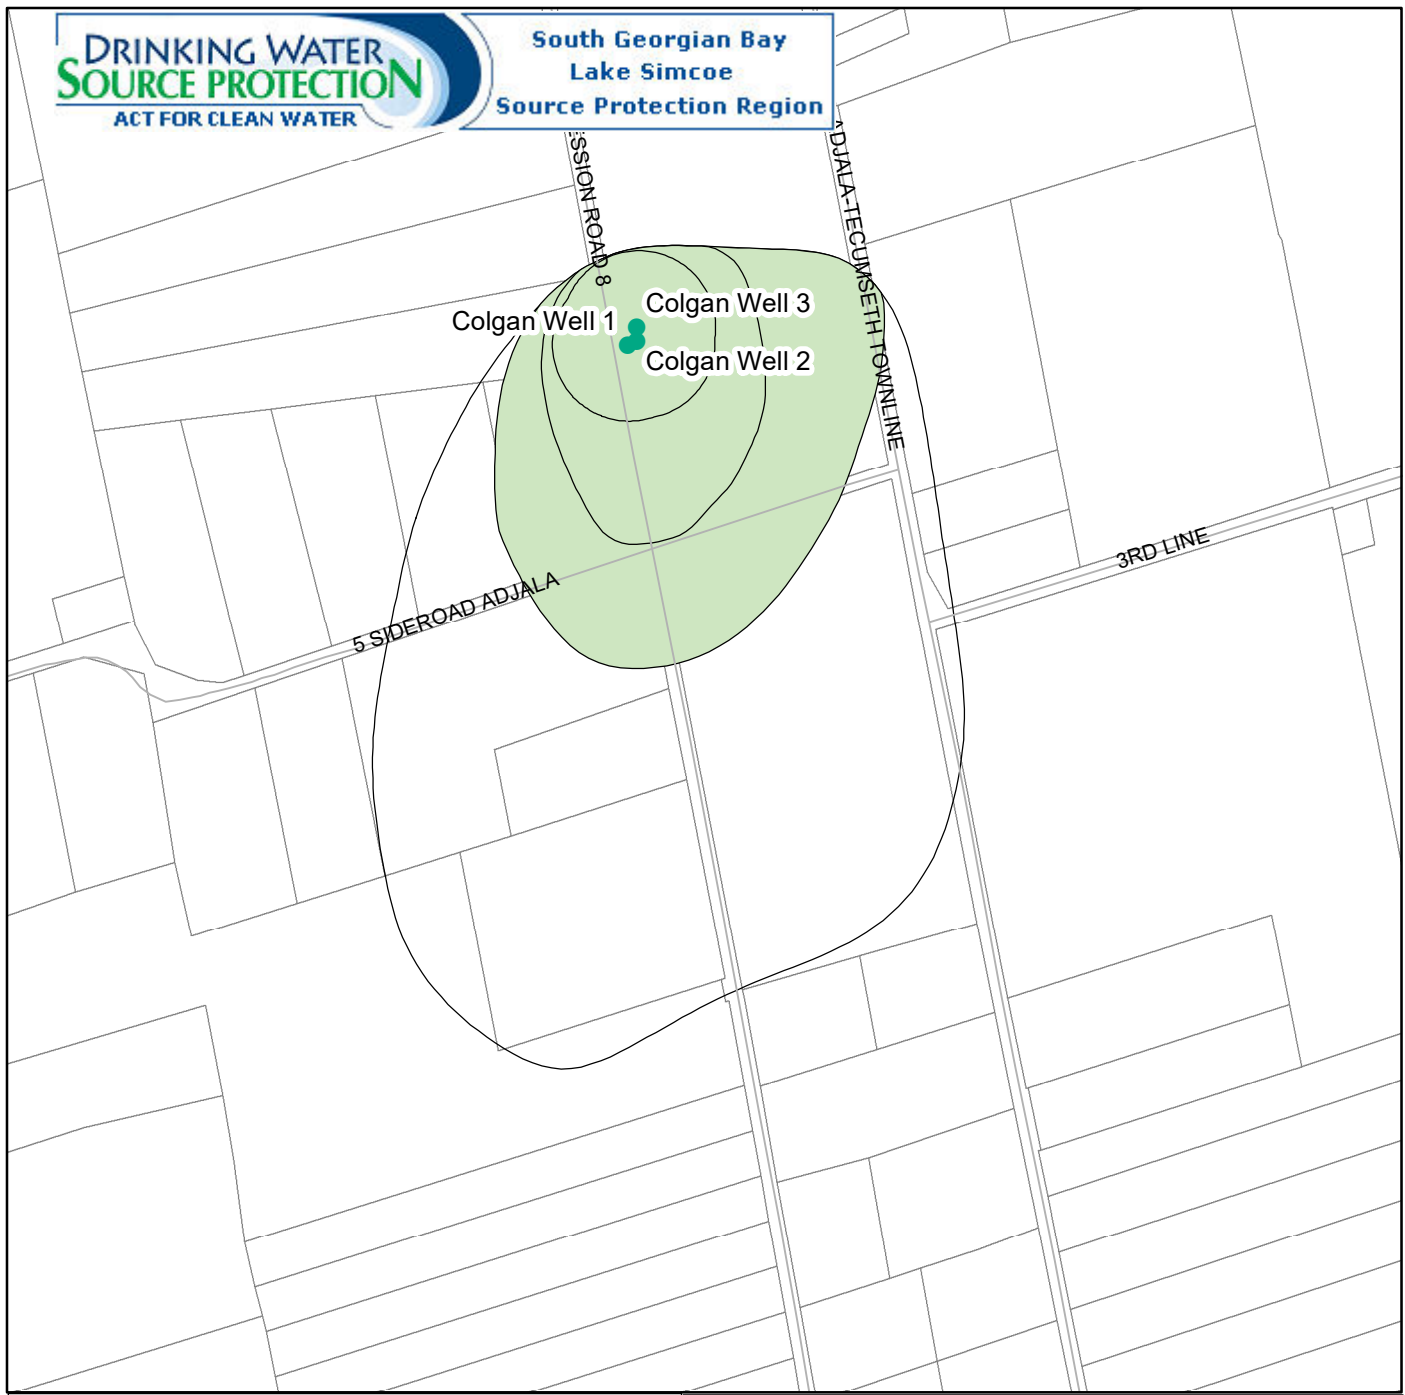 DRINKING WATER
SOURCE PROTECTION
ACT FOR CLEAN WATER
South Georgian Bay
Lake Simcoe
Source Protection Region
ESSION ROAD 8
ADJALA-TECUMSETH TOWNLINE
Colgan Well 3
Colgan Well 1
Colgan Well 2
3RD LINE
5 SIDEROAD ADJALA